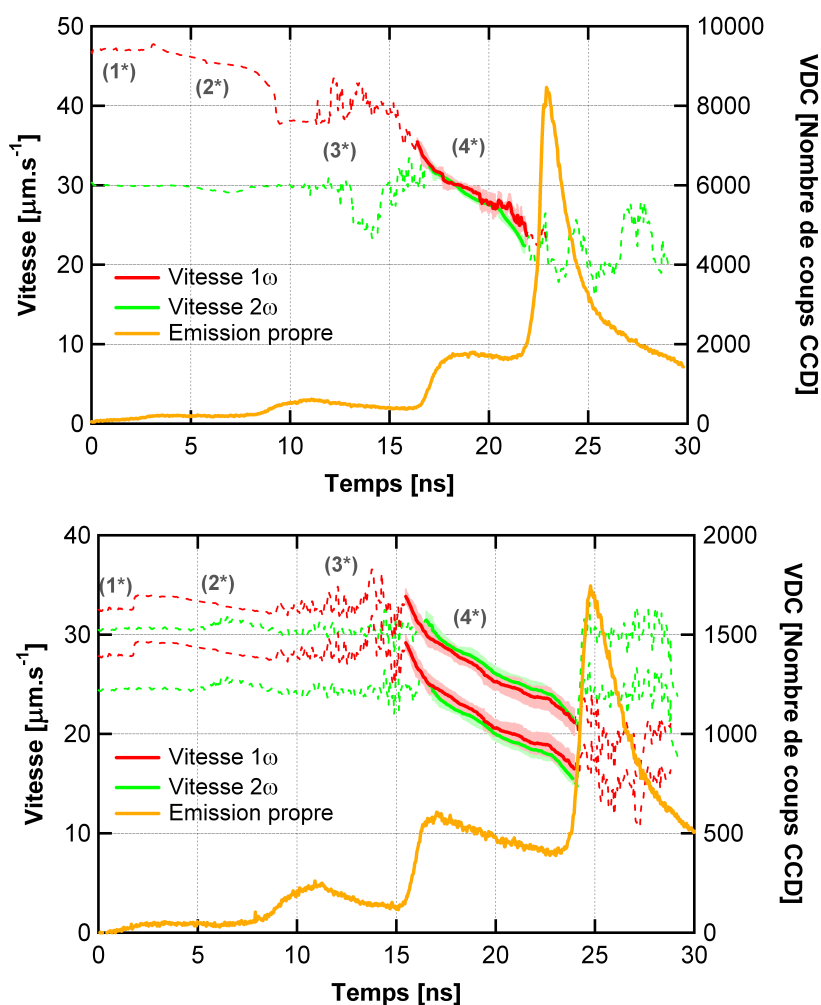 50
40
30
20
10
0
Vitesse [µm.s⁻¹]
10000
8000
6000
4000
2000
0
VDC [Nombre de coups CCD]
(1*)
(2*)
(3*)
(4*)
Vitesse 1ω
Vitesse 2ω
Emission propre
0 5 10 15 20 25 30
Temps [ns]
40
30
20
10
0
Vitesse [µm.s⁻¹]
2000
1500
1000
500
0
VDC [Nombre de coups CCD]
(1*)
(2*)
(3*)
(4*)
Vitesse 1ω
Vitesse 2ω
Emission propre
0 5 10 15 20 25 30
Temps [ns]